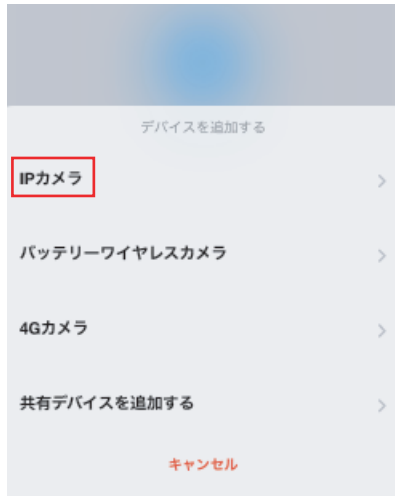 デバイスを追加する
IPカメラ
バッテリーワイヤレスカメラ
4Gカメラ
共有デバイスを追加する
キャンセル